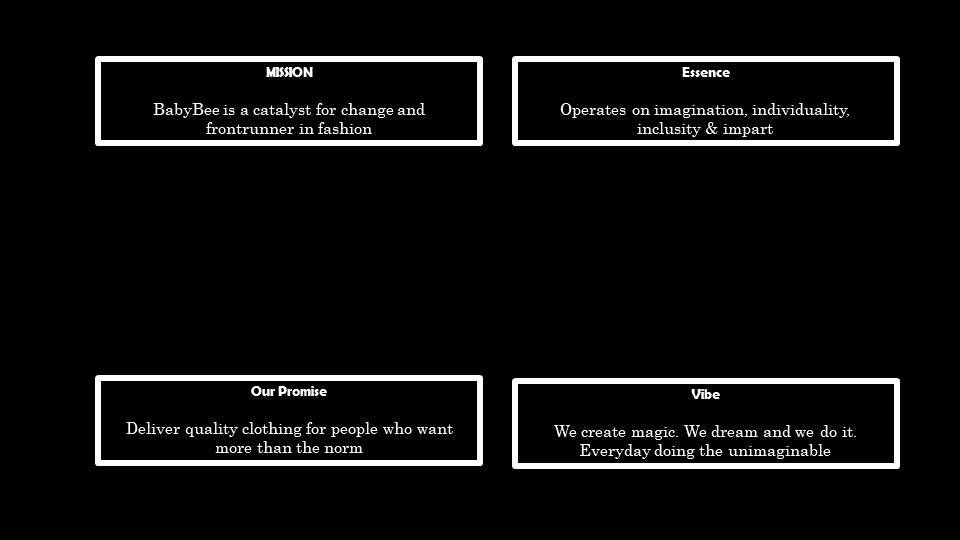 MISSION
BabyBee is a catalyst for change and
frontrunner in fashion
Essence
Operates on imagination, individuality,
inclusity & impart
Our Promise
Deliver quality clothing for people who want
more than the norm
Vibe
We create magic. We dream and we do it.
Everyday doing the unimaginable